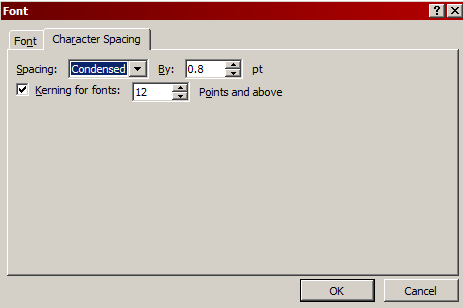 Font
Font Character Spacing
Spacing: Condensed By: 0.8 pt
Kerning for fonts: 12 Points and above
OK Cancel